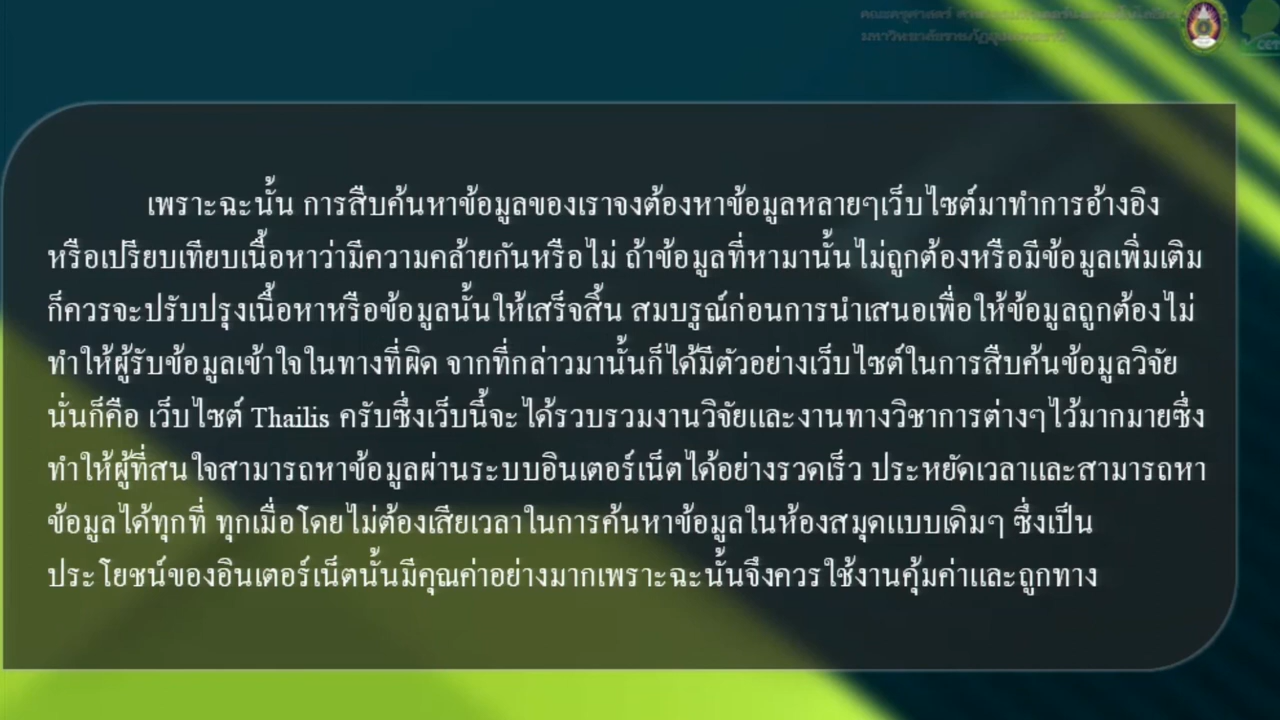 คณะครุศาสตร์
มหาวิทยาลัยราชภัฏ
เพราะฉะนั้น การสืบค้นหาข้อมูลของเราจงต้องหาข้อมูลหลายๆเว็บไซต์มาทำการอ้างอิง
หรือเปรียบเทียบเนื้อหาว่ามีความคล้ายกันหรือไม่ ถ้าข้อมูลที่หามานั้นไม่ถูกต้องหรือมีข้อมูลเพิ่มเติม
ก็ควรจะปรับปรุงเนื้อหาหรือข้อมูลนั้นให้เสร็จสิ้น สมบรูณ์ก่อนการนำเสนอเพื่อให้ข้อมูลถูกต้องไม่
ทำให้ผู้รับข้อมูลเข้าใจในทางที่ผิด จากที่กล่าวมานั้นก็ได้มีตัวอย่างเว็บไซต์ในการสืบค้นข้อมูลวิจัย
นั่นก็คือ เว็บไซต์ Thailis ครับซึ่งเว็บนี้จะได้รวบรวมงานวิจัยและงานทางวิชาการต่างๆไว้มากมายซึ่ง
ทำให้ผู้ที่สนใจสามารถหาข้อมูลผ่านระบบอินเตอร์เน็ตได้อย่างรวดเร็ว ประหยัดเวลาและสามารถหา
ข้อมูลได้ทุกที่ ทุกเมื่อโดยไม่ต้องเสียเวลาในการค้นหาข้อมูลในห้องสมุดแบบเดิมๆ ซึ่งเป็น
ประโยชน์ของอินเตอร์เน็ตนั้นมีคุณค่าอย่างมากเพราะฉะนั้นจึงควรใช้งานคุ้มค่าและถูกทาง